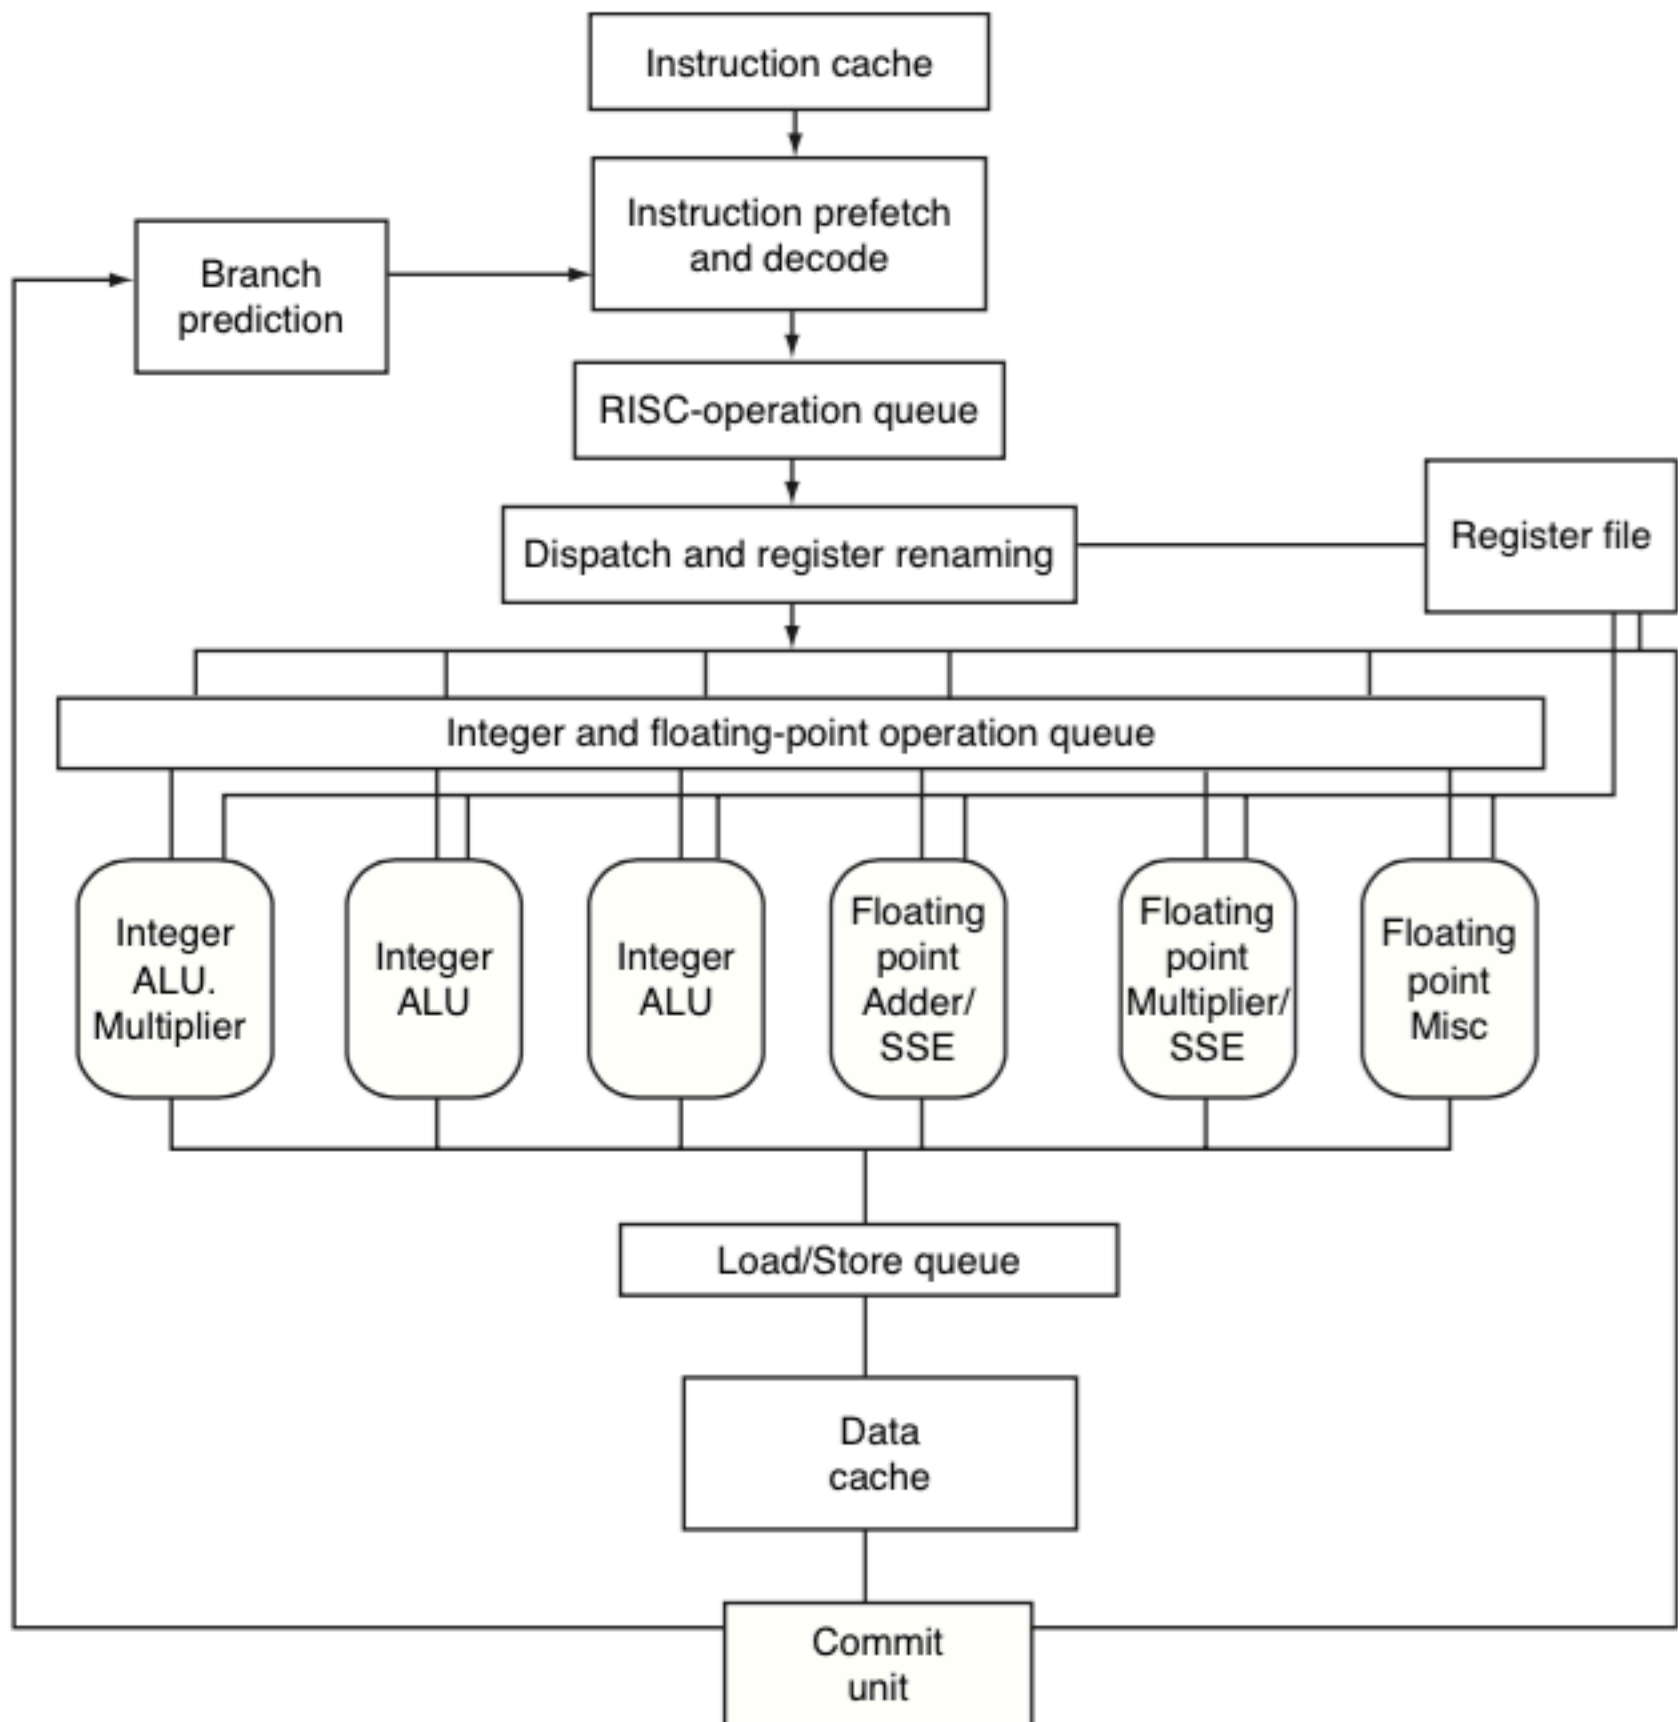 Instruction cache
Instruction prefetch
and decode
Branch
prediction
RISC-operation queue
Register file
Dispatch and register renaming
Integer and floating-point operation queue
Integer
ALU.
Multiplier
Integer
ALU
Integer
ALU
Floating
point
Adder/
SSE
Floating
point
Multiplier/
SSE
Floating
point
Misc
Load/Store queue
Data
cache
Commit
unit